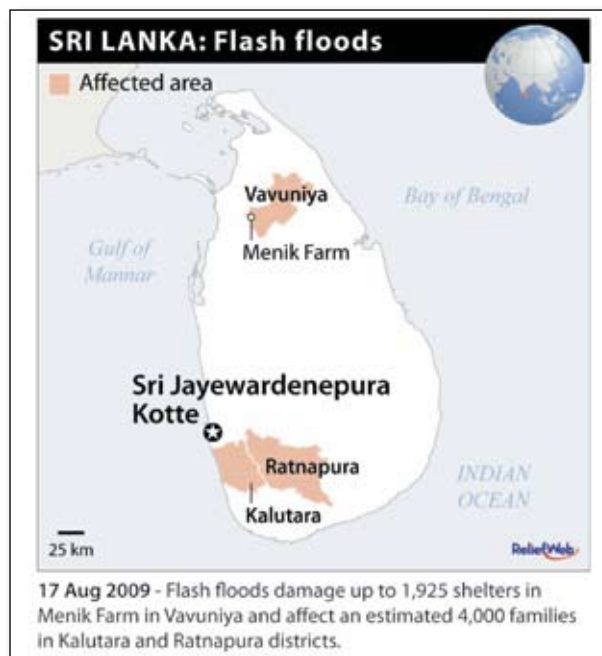 SRI LANKA: Flash floods
Affected area
Vavuniya
Bay of Bengal
Menik Farm
Gulf of
Mannar
Sri Jayewardenepura
Kotte
Ratnapura
INDIAN
OCEAN
Kalutara
25 km
ReliefWeb
17 Aug 2009 - Flash floods damage up to 1,925 shelters in
Menik Farm in Vavuniya and affect an estimated 4,000 families
in Kalutara and Ratnapura districts.